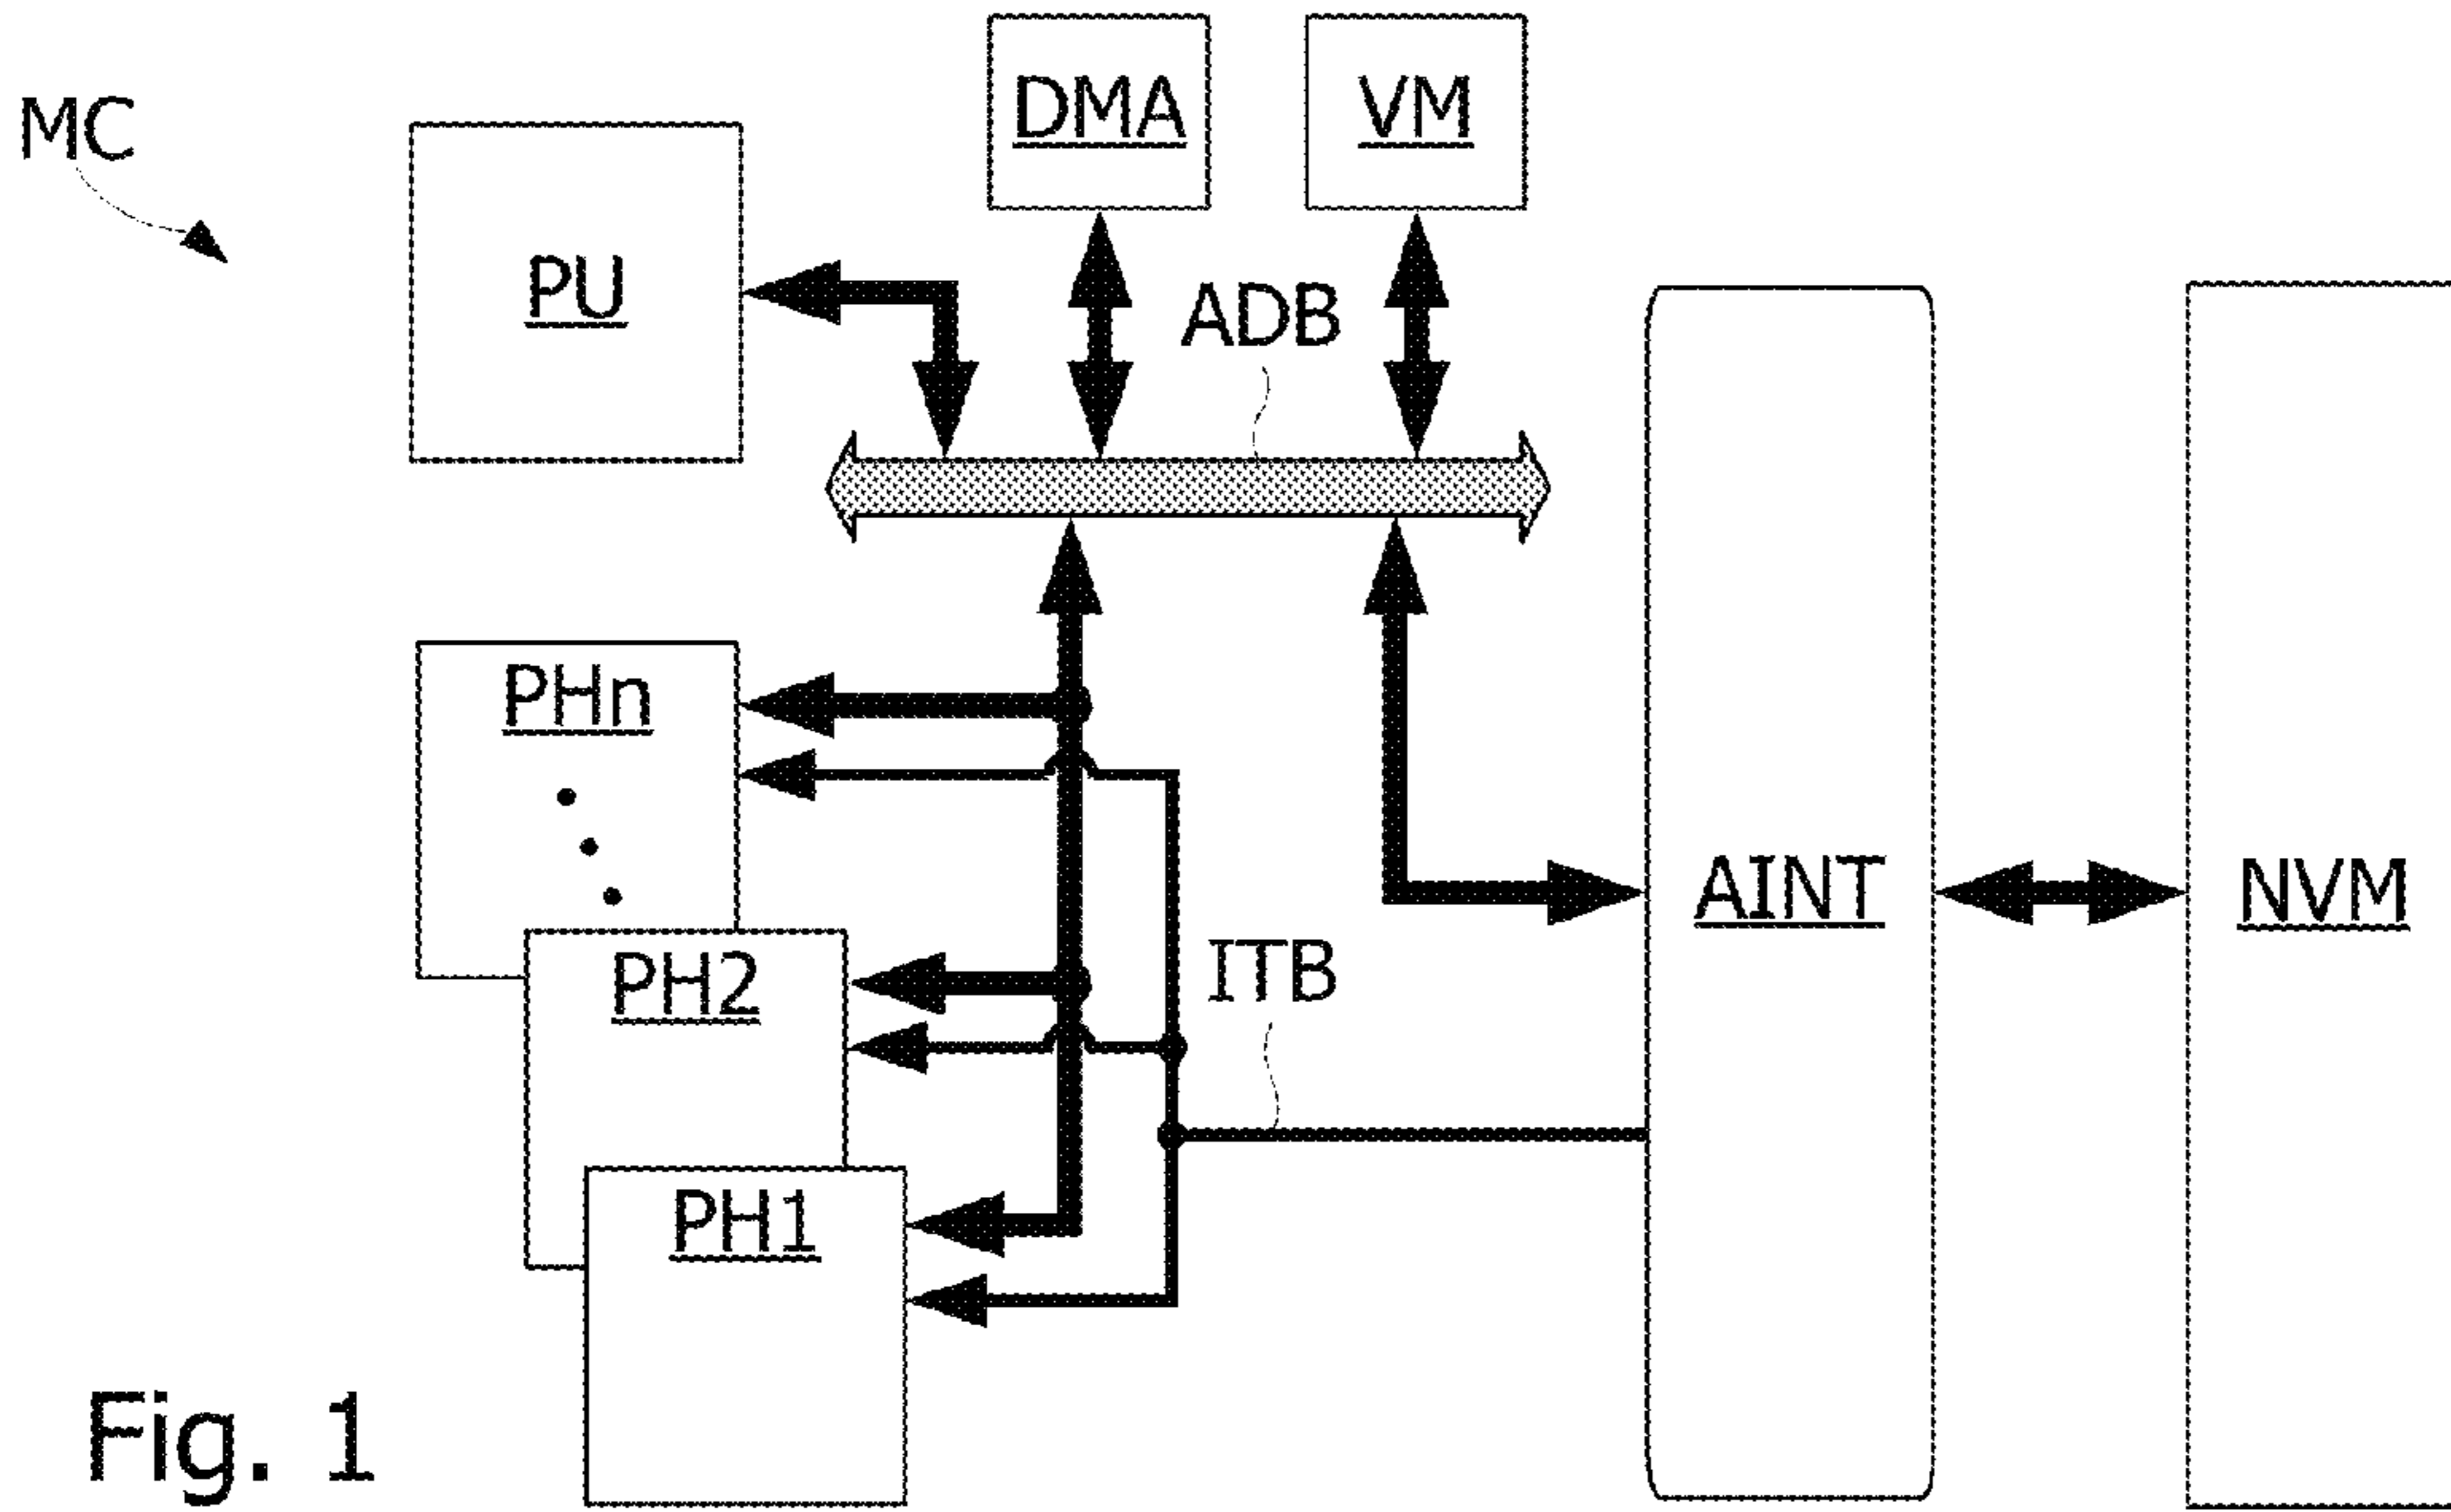 MC
DMA
VM
PU
ADB
PHn
AINT
NVM
ITB
PH2
PH1
Fig. 1